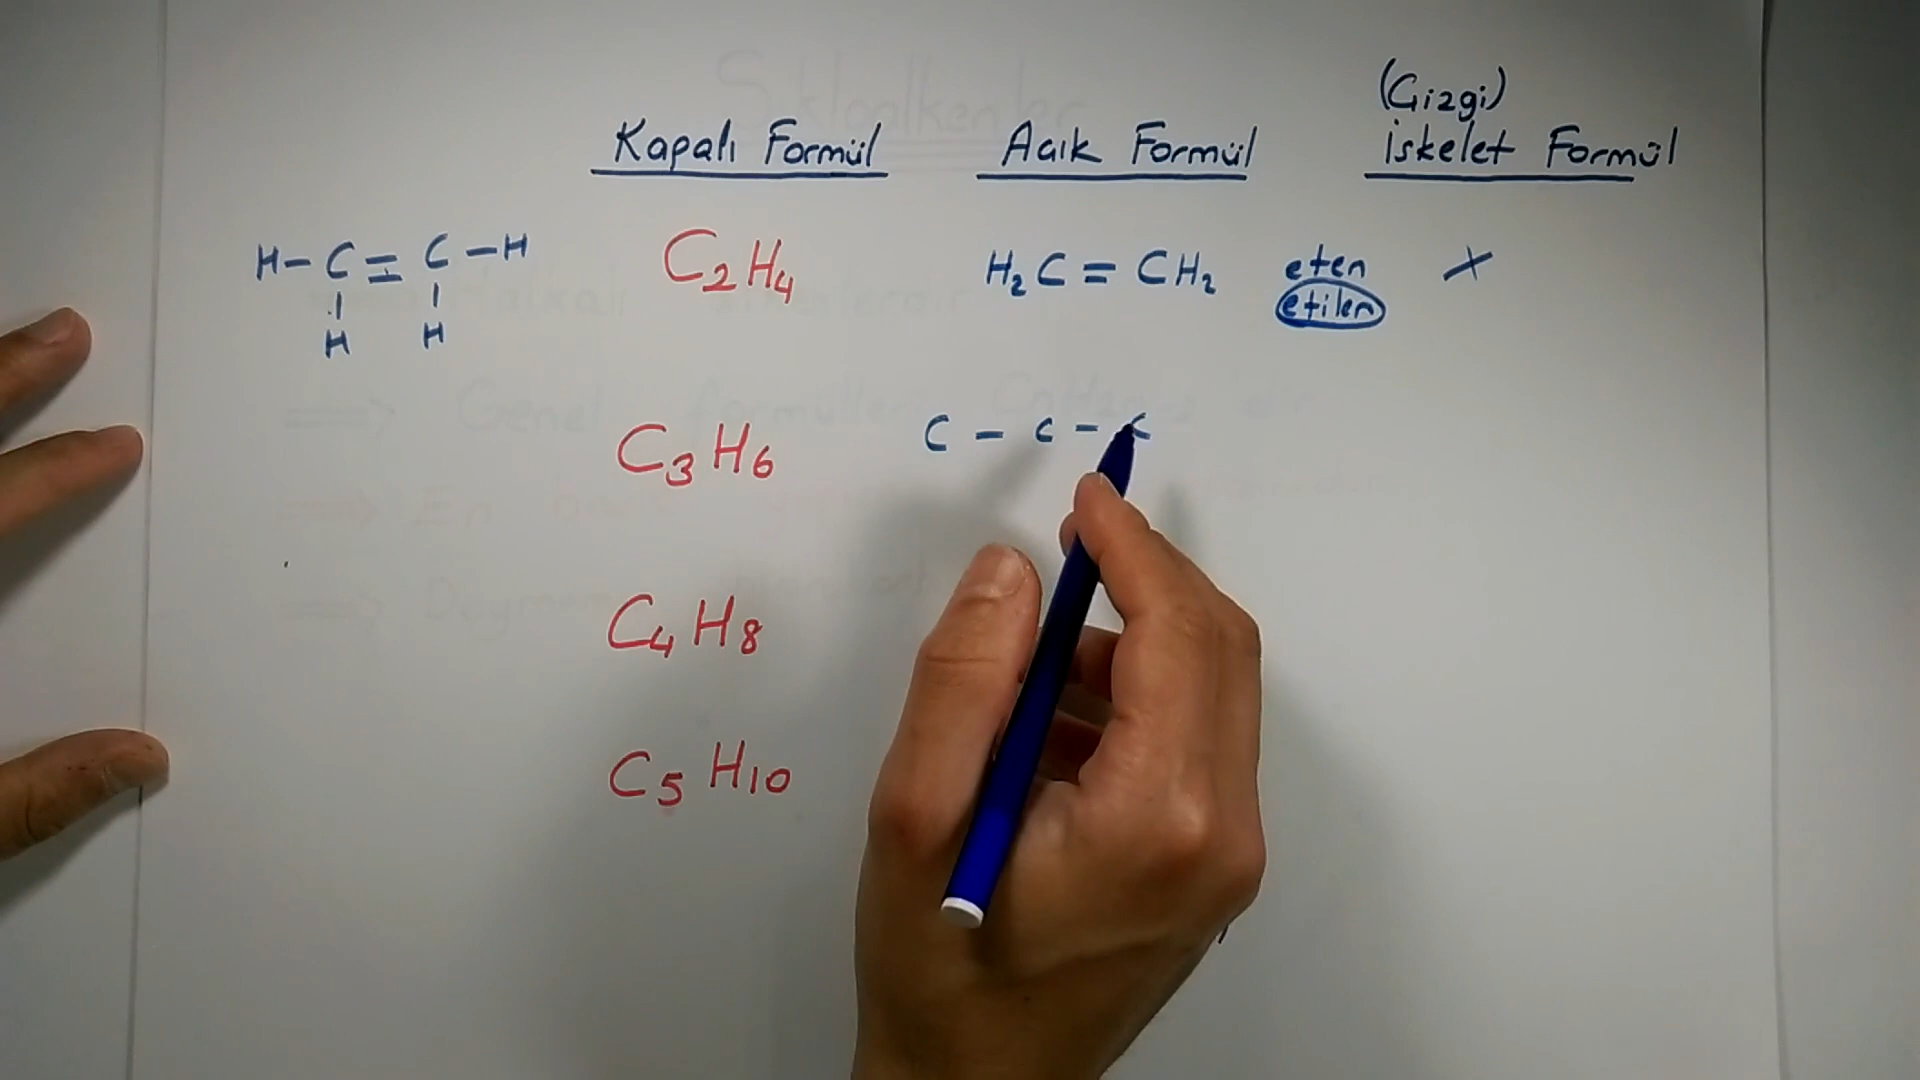 (Çizgi)
Kapalı Formül Açık Formül İskelet Formül
H-C=C-H C₂H₄ H₂C=CH₂ eten X
H H etilen
C₃H₆ C-C-C
C₄H₈
C₅H₁₀